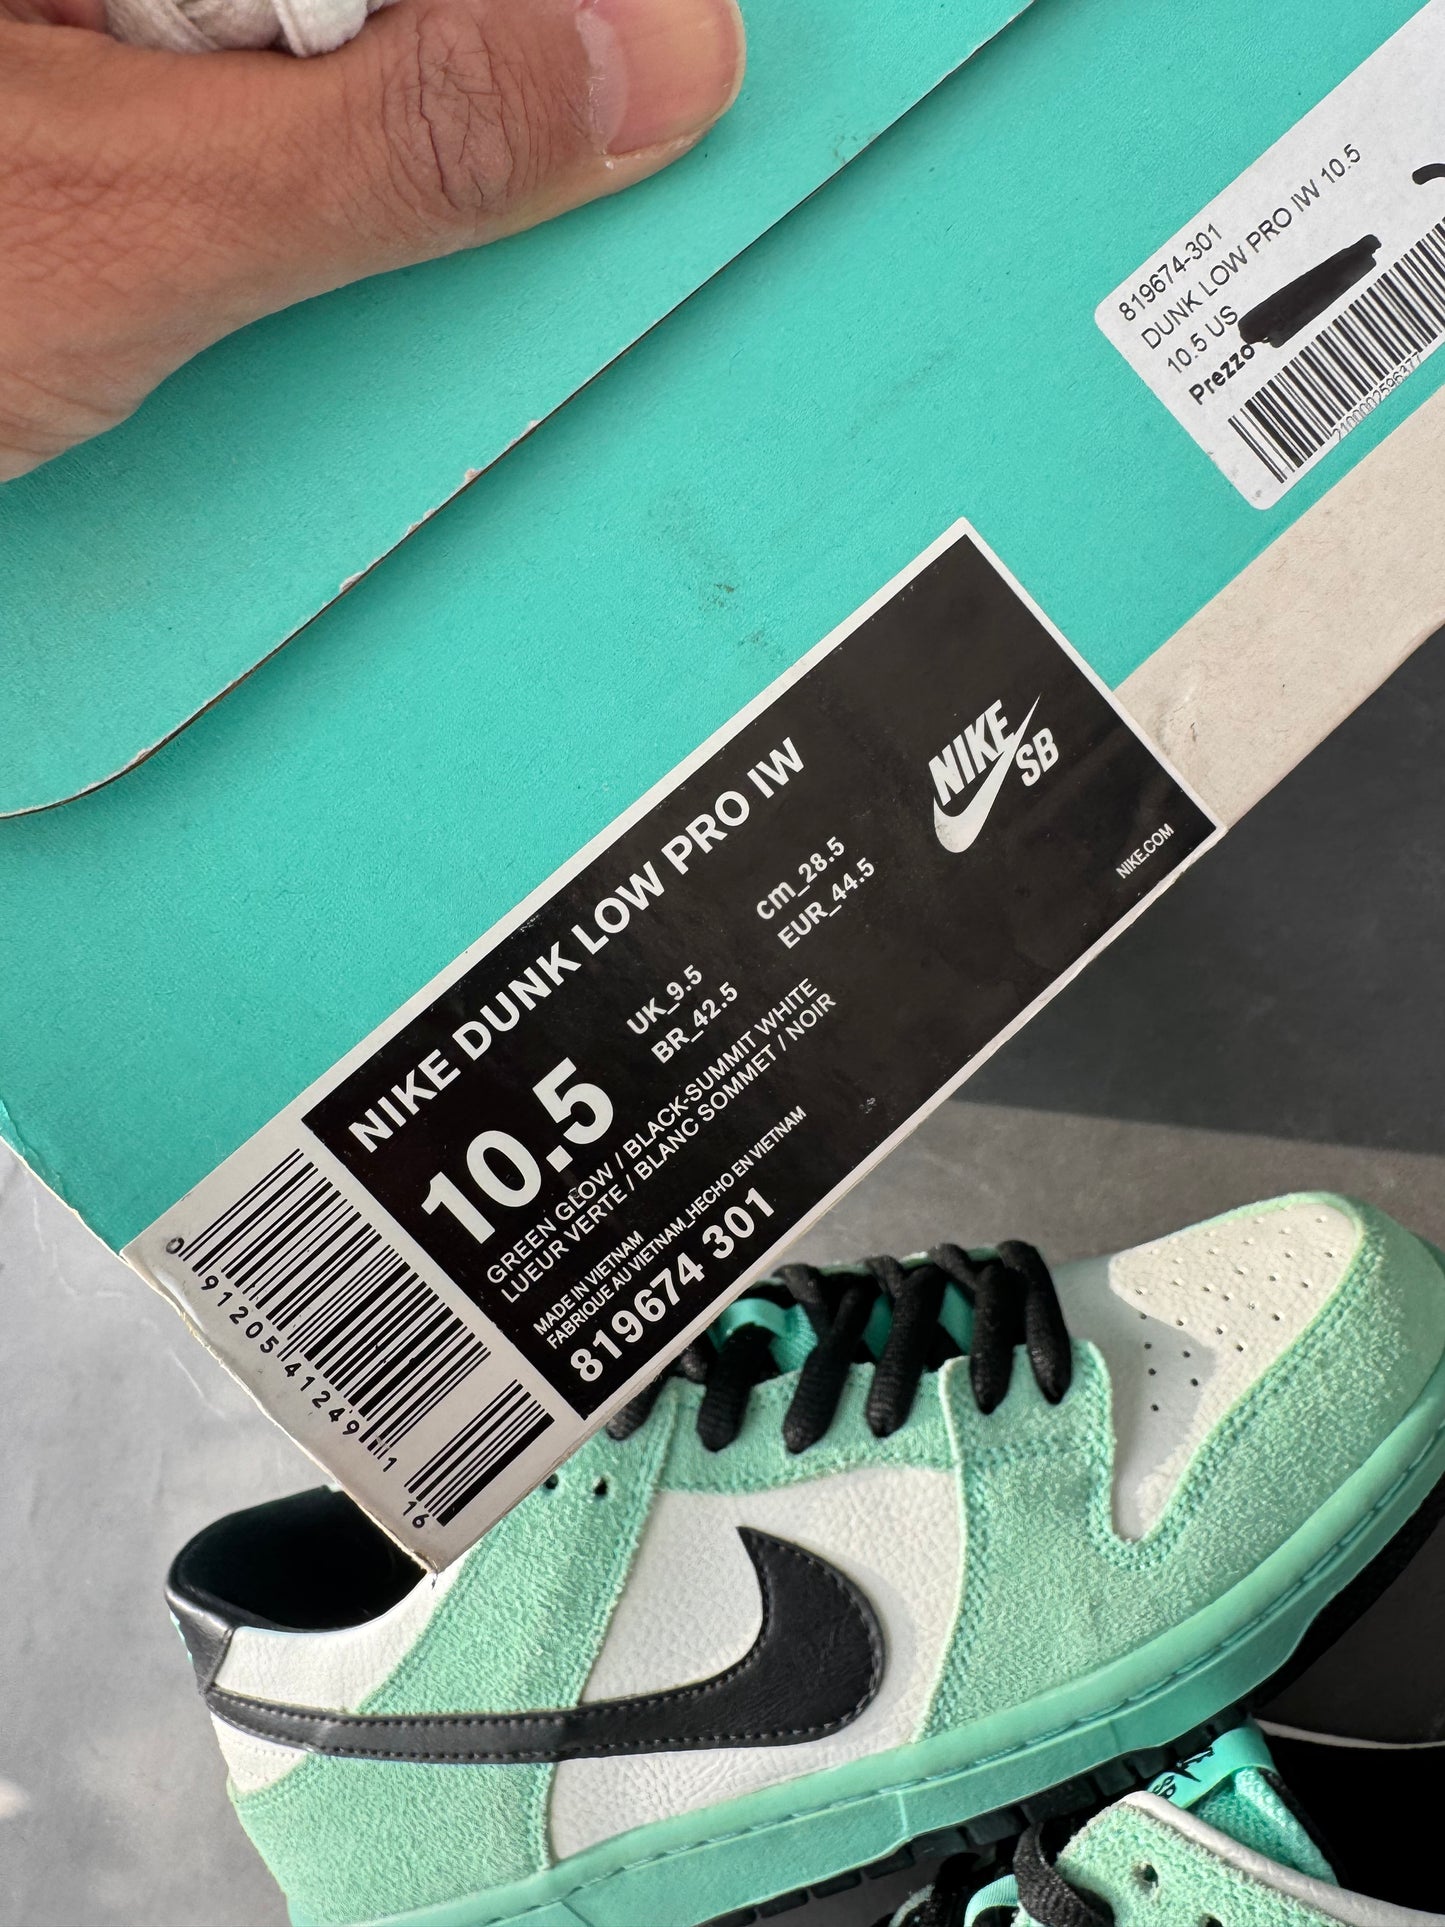 819674-301
DUNK LOW PRO IW 10.5
10.5 US
Prezzo
2100002596377
NIKE DUNK LOW PRO IW
NIKE
SB
10.5
UK_9.5
cm_28.5
BR_42.5
EUR_44.5
NIKE.COM
GREEN GLOW / BLACK-SUMMIT WHITE
LUEUR VERTE / BLANC SOMMET / NOIR
MADE IN VIETNAM
FABRIQUE AU VIETNAM_HECHO EN VIETNAM
819674 301
0 91205 41249 1
16